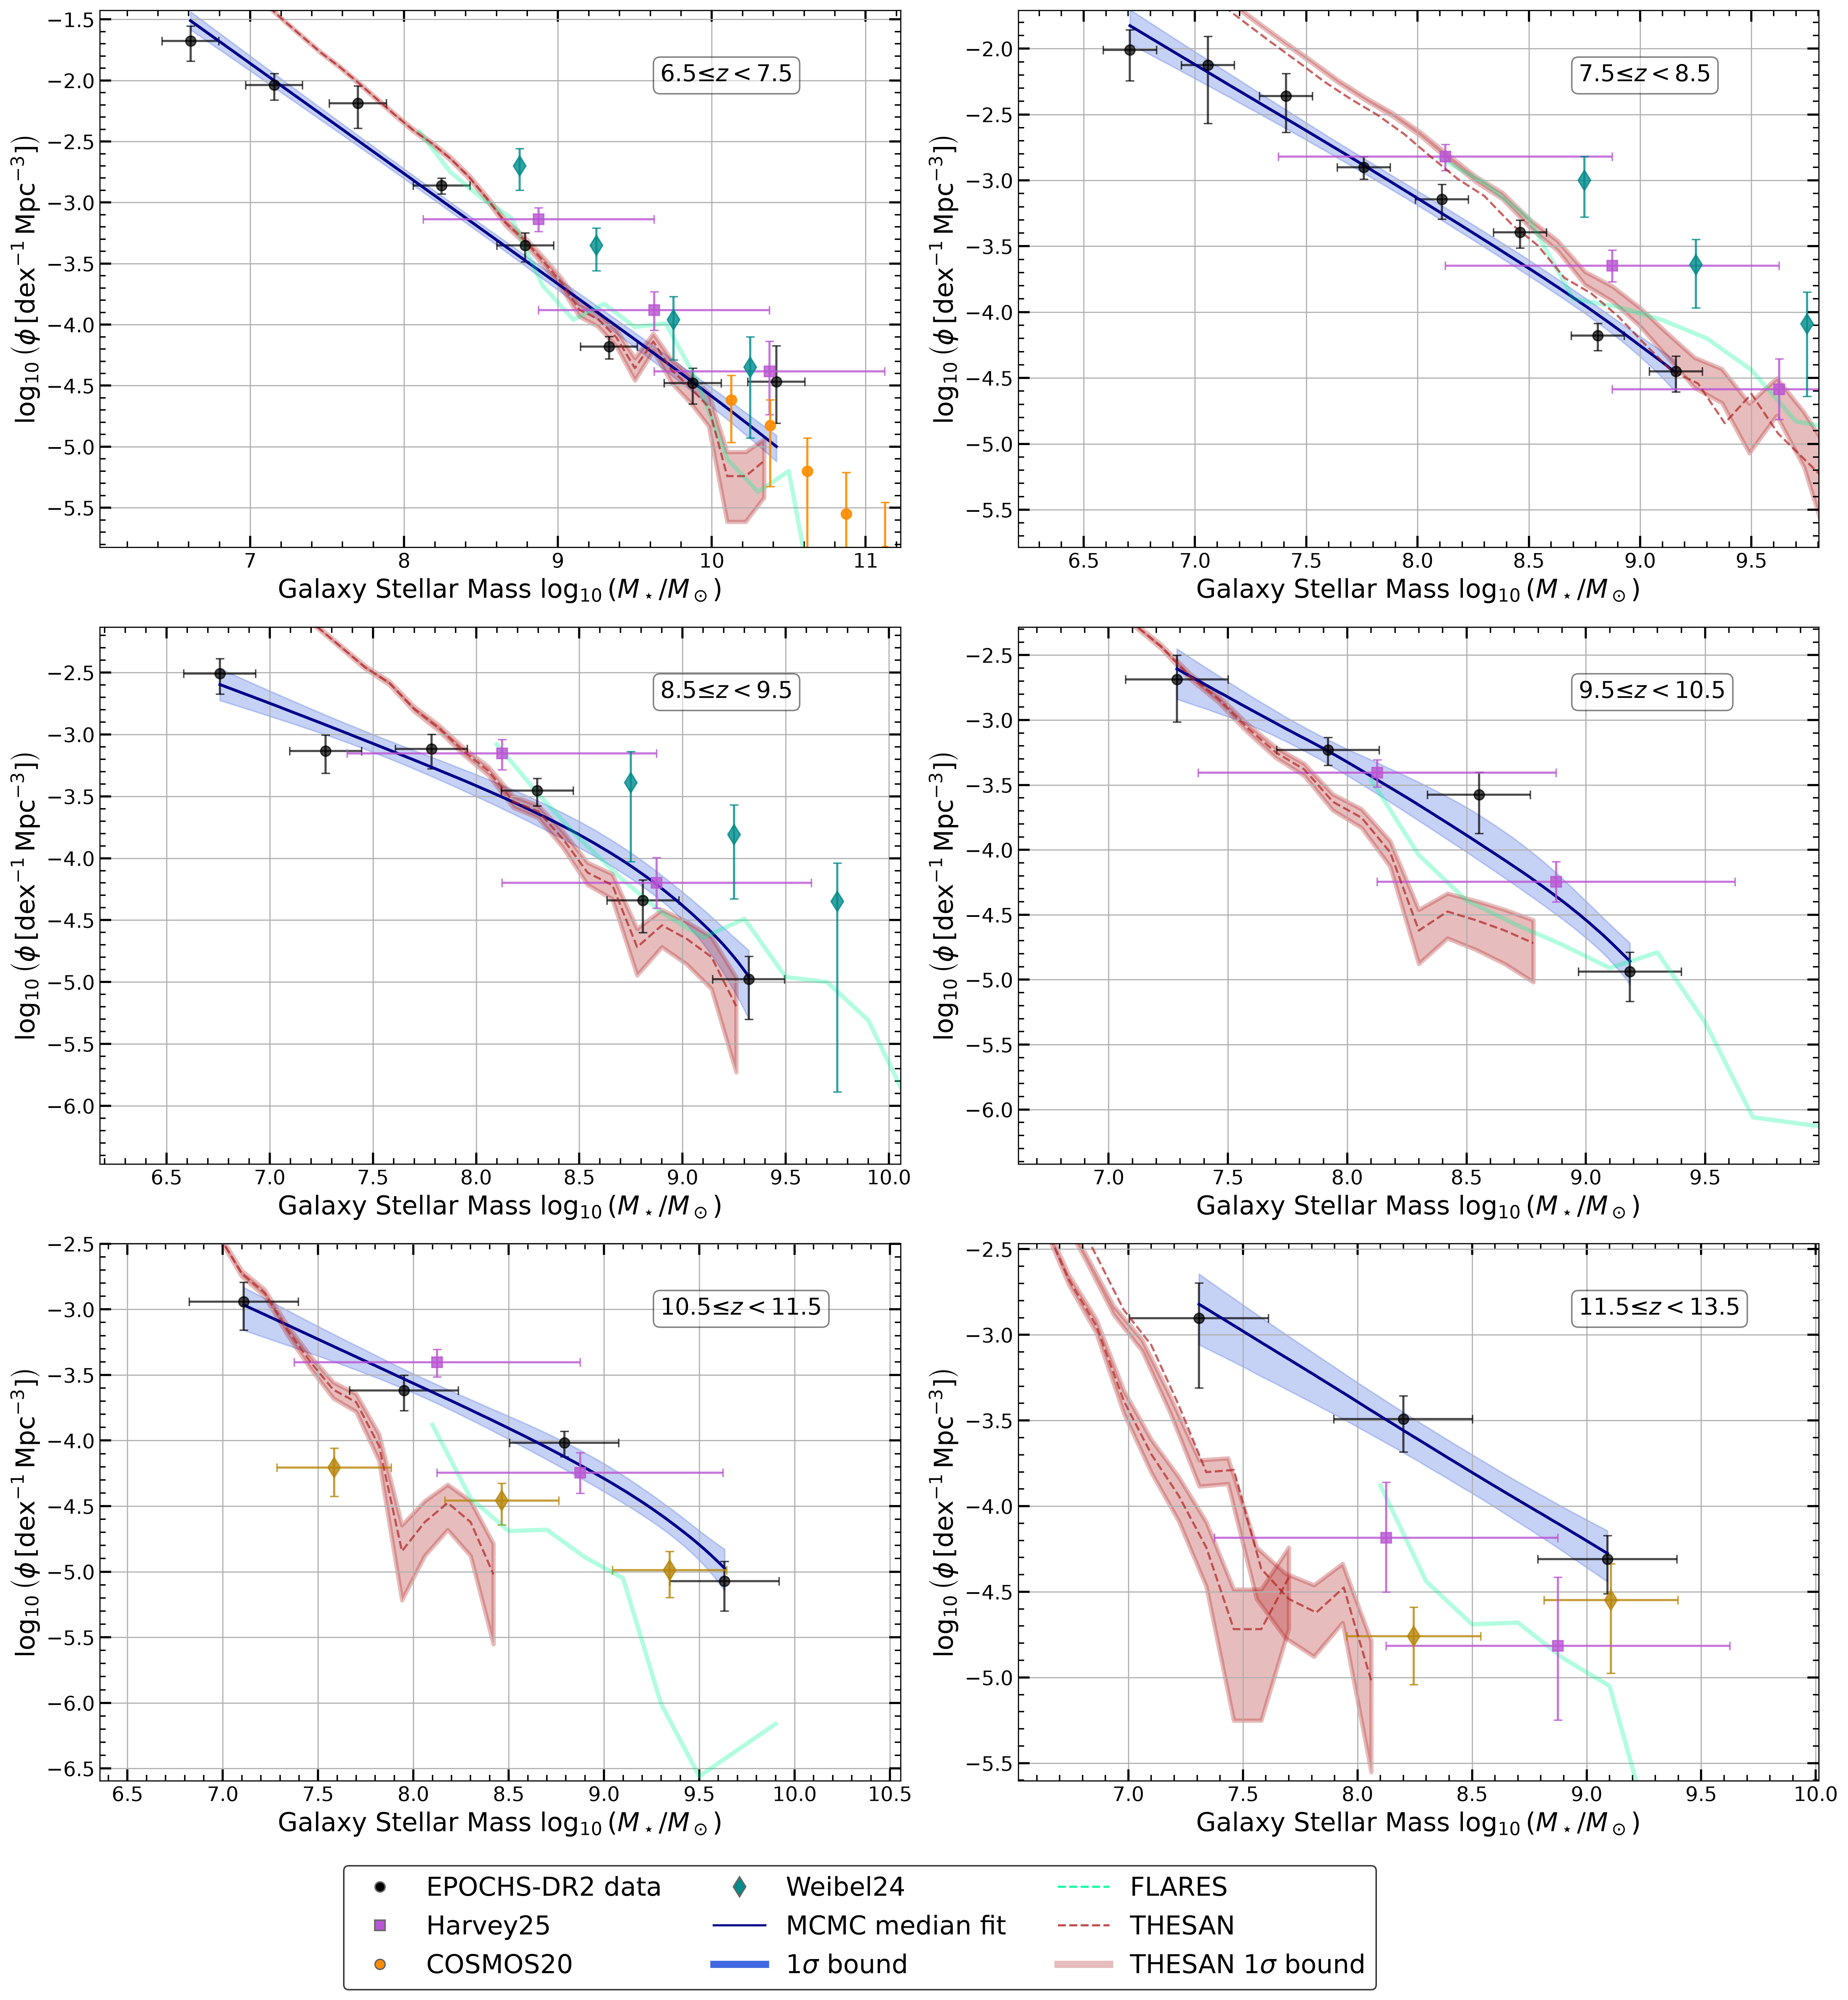 6.5≤z < 7.5
log10 (ϕ [dex−1 Mpc−3])
−1.5
−2.0
−2.5
−3.0
−3.5
−4.0
−4.5
−5.0
−5.5
7 8 9 10 11
Galaxy Stellar Mass log10 (M⋆/M⊙)
7.5≤z < 8.5
log10 (ϕ [dex−1 Mpc−3])
−2.0
−2.5
−3.0
−3.5
−4.0
−4.5
−5.0
−5.5
6.5 7.0 7.5 8.0 8.5 9.0 9.5
Galaxy Stellar Mass log10 (M⋆/M⊙)
8.5≤z < 9.5
log10 (ϕ [dex−1 Mpc−3])
−2.5
−3.0
−3.5
−4.0
−4.5
−5.0
−5.5
−6.0
6.5 7.0 7.5 8.0 8.5 9.0 9.5 10.0
Galaxy Stellar Mass log10 (M⋆/M⊙)
9.5≤z < 10.5
log10 (ϕ [dex−1 Mpc−3])
−2.5
−3.0
−3.5
−4.0
−4.5
−5.0
−5.5
−6.0
7.0 7.5 8.0 8.5 9.0 9.5
Galaxy Stellar Mass log10 (M⋆/M⊙)
10.5≤z < 11.5
log10 (ϕ [dex−1 Mpc−3])
−2.5
−3.0
−3.5
−4.0
−4.5
−5.0
−5.5
−6.0
−6.5
6.5 7.0 7.5 8.0 8.5 9.0 9.5 10.0 10.5
Galaxy Stellar Mass log10 (M⋆/M⊙)
11.5≤z < 13.5
log10 (ϕ [dex−1 Mpc−3])
−2.5
−3.0
−3.5
−4.0
−4.5
−5.0
−5.5
7.0 7.5 8.0 8.5 9.0 9.5 10.0
Galaxy Stellar Mass log10 (M⋆/M⊙)
EPOCHS-DR2 data
Harvey25
COSMOS20
Weibel24
MCMC median fit
1σ bound
FLARES
THESAN
THESAN 1σ bound